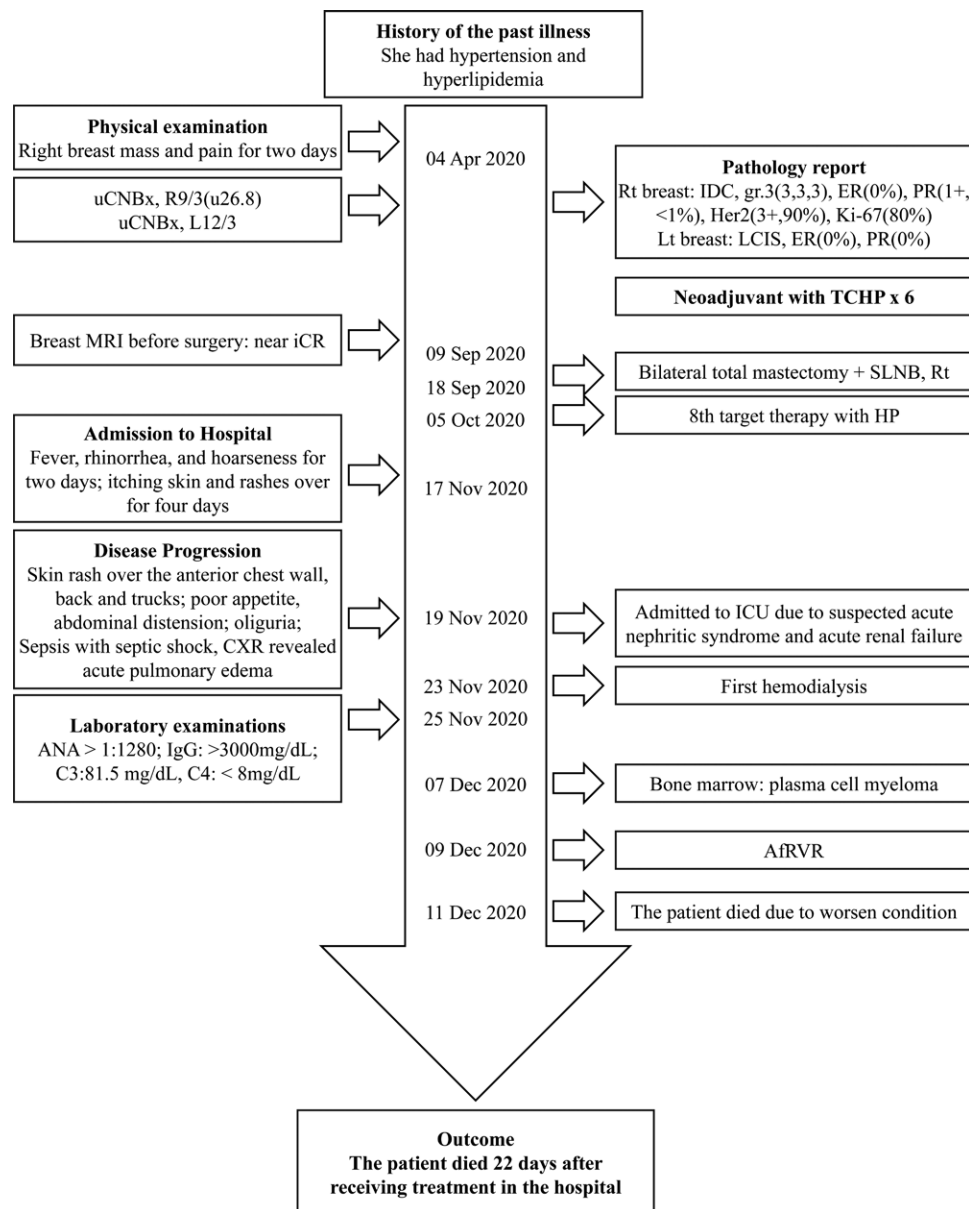 History of the past illness
She had hypertension and
hyperlipidemia
Physical examination
Right breast mass and pain for two days
04 Apr 2020
uCNBx, R9/3(u26.8)
uCNBx, L12/3
Pathology report
Rt breast: IDC, gr.3(3,3,3), ER(0%), PR(1+,
<1%), Her2(3+,90%), Ki-67(80%)
Lt breast: LCIS, ER(0%), PR(0%)
Neoadjuvant with TCHP x 6
Breast MRI before surgery: near iCR
09 Sep 2020
18 Sep 2020
Bilateral total mastectomy + SLNB, Rt
05 Oct 2020
8th target therapy with HP
Admission to Hospital
Fever, rhinorrhea, and hoarseness for
two days; itching skin and rashes over
for four days
17 Nov 2020
Disease Progression
Skin rash over the anterior chest wall,
back and trucks; poor appetite,
abdominal distension; oliguria;
Sepsis with septic shock, CXR revealed
acute pulmonary edema
19 Nov 2020
Admitted to ICU due to suspected acute
nephritic syndrome and acute renal failure
23 Nov 2020
First hemodialysis
Laboratory examinations
ANA > 1:1280; IgG: >3000mg/dL;
C3:81.5 mg/dL, C4: < 8mg/dL
25 Nov 2020
07 Dec 2020
Bone marrow: plasma cell myeloma
09 Dec 2020
AfRVR
11 Dec 2020
The patient died due to worsen condition
Outcome
The patient died 22 days after
receiving treatment in the hospital